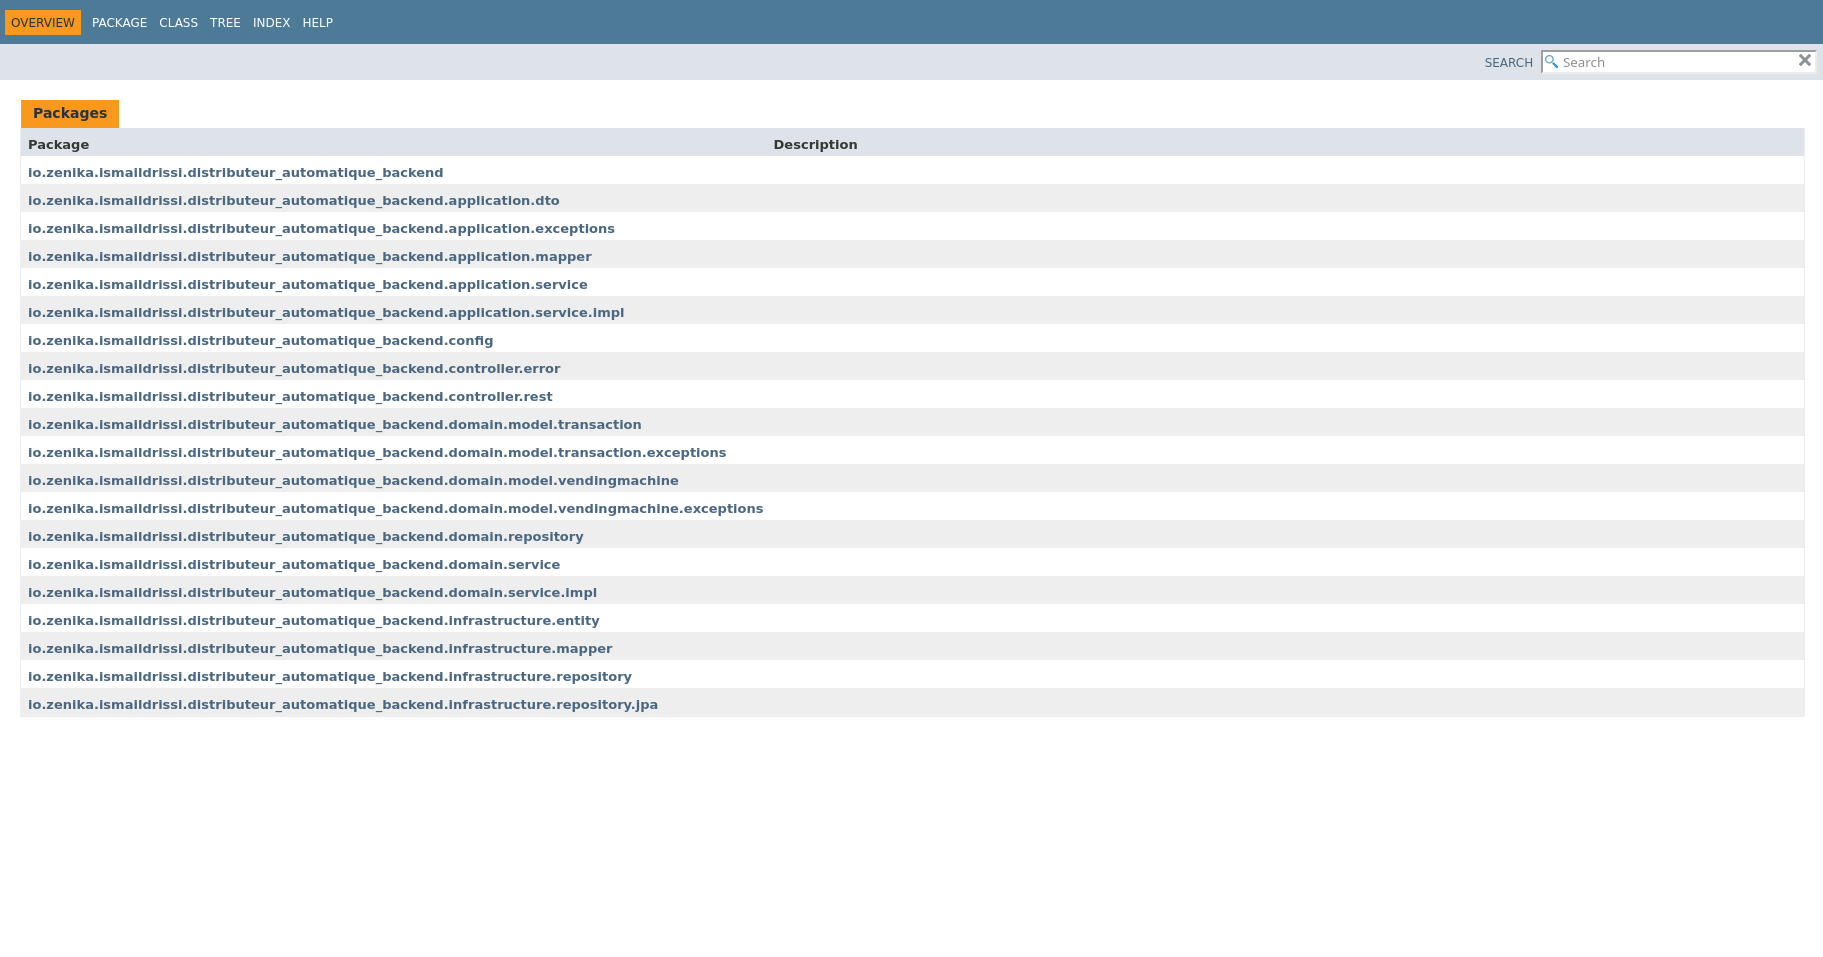 OVERVIEW PACKAGE CLASS TREE INDEX HELP
SEARCH Search
Packages
Package Description
io.zenika.ismaildrissi.distributeur_automatique_backend
io.zenika.ismaildrissi.distributeur_automatique_backend.application.dto
io.zenika.ismaildrissi.distributeur_automatique_backend.application.exceptions
io.zenika.ismaildrissi.distributeur_automatique_backend.application.mapper
io.zenika.ismaildrissi.distributeur_automatique_backend.application.service
io.zenika.ismaildrissi.distributeur_automatique_backend.application.service.impl
io.zenika.ismaildrissi.distributeur_automatique_backend.config
io.zenika.ismaildrissi.distributeur_automatique_backend.controller.error
io.zenika.ismaildrissi.distributeur_automatique_backend.controller.rest
io.zenika.ismaildrissi.distributeur_automatique_backend.domain.model.transaction
io.zenika.ismaildrissi.distributeur_automatique_backend.domain.model.transaction.exceptions
io.zenika.ismaildrissi.distributeur_automatique_backend.domain.model.vendingmachine
io.zenika.ismaildrissi.distributeur_automatique_backend.domain.model.vendingmachine.exceptions
io.zenika.ismaildrissi.distributeur_automatique_backend.domain.repository
io.zenika.ismaildrissi.distributeur_automatique_backend.domain.service
io.zenika.ismaildrissi.distributeur_automatique_backend.domain.service.impl
io.zenika.ismaildrissi.distributeur_automatique_backend.infrastructure.entity
io.zenika.ismaildrissi.distributeur_automatique_backend.infrastructure.mapper
io.zenika.ismaildrissi.distributeur_automatique_backend.infrastructure.repository
io.zenika.ismaildrissi.distributeur_automatique_backend.infrastructure.repository.jpa